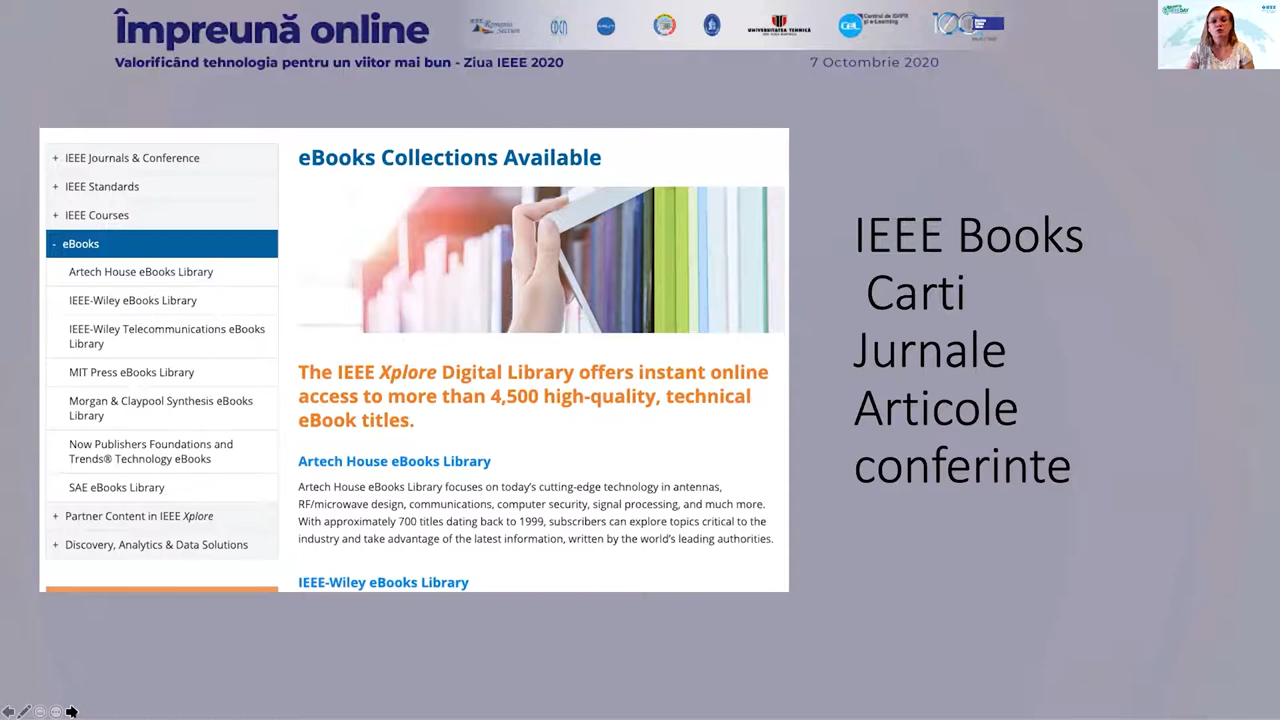 Împreună online
Valorificând tehnologia pentru un viitor mai bun - Ziua IEEE 2020
7 Octombrie 2020
+ IEEE Journals & Conference
+ IEEE Standards
+ IEEE Courses
- eBooks
Artech House eBooks Library
IEEE-Wiley eBooks Library
IEEE-Wiley Telecommunications eBooks
Library
MIT Press eBooks Library
Morgan & Claypool Synthesis eBooks
Library
Now Publishers Foundations and
Trends® Technology eBooks
SAE eBooks Library
+ Partner Content in IEEE Xplore
+ Discovery, Analytics & Data Solutions
eBooks Collections Available
The IEEE Xplore Digital Library offers instant online
access to more than 4,500 high-quality, technical
eBook titles.
Artech House eBooks Library
Artech House eBooks Library focuses on today's cutting-edge technology in antennas,
RF/microwave design, communications, computer security, signal processing, and much more.
With approximately 700 titles dating back to 1999, subscribers can explore topics critical to the
industry and take advantage of the latest information, written by the world's leading authorities.
IEEE-Wiley eBooks Library
IEEE Books
Carti
Jurnale
Articole
conferinte